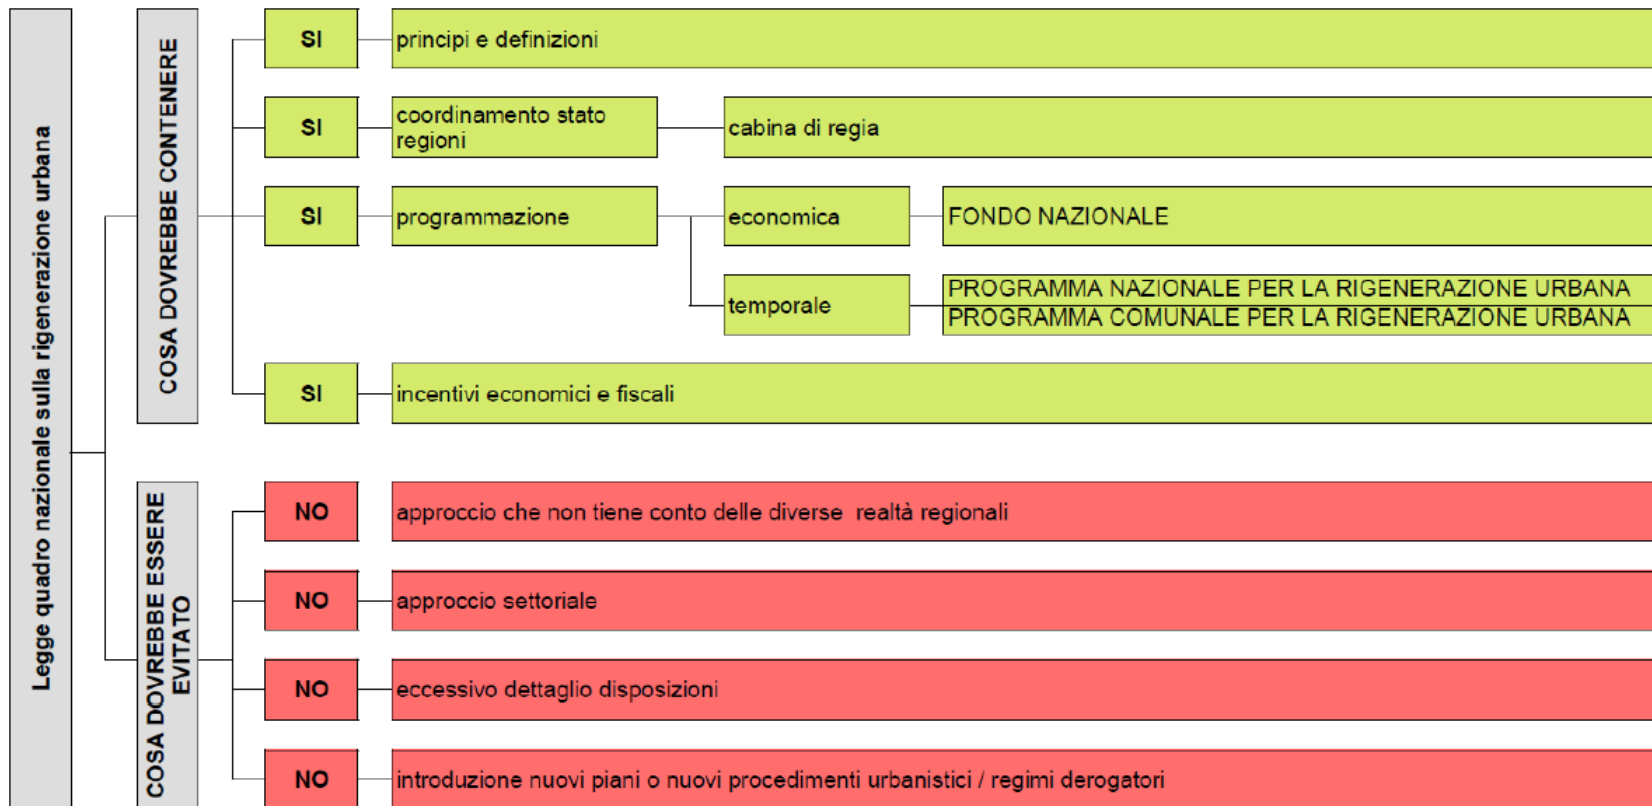 Legge quadro nazionale sulla rigenerazione urbana
COSA DOVREBBE CONTENERE
SI
principi e definizioni
SI
coordinamento stato
regioni
cabina di regia
SI
programmazione
economica
FONDO NAZIONALE
temporale
PROGRAMMA NAZIONALE PER LA RIGENERAZIONE URBANA
PROGRAMMA COMUNALE PER LA RIGENERAZIONE URBANA
SI
incentivi economici e fiscali
COSA DOVREBBE ESSERE
EVITATO
NO
approccio che non tiene conto delle diverse realtà regionali
NO
approccio settoriale
NO
eccessivo dettaglio disposizioni
NO
introduzione nuovi piani o nuovi procedimenti urbanistici / regimi derogatori